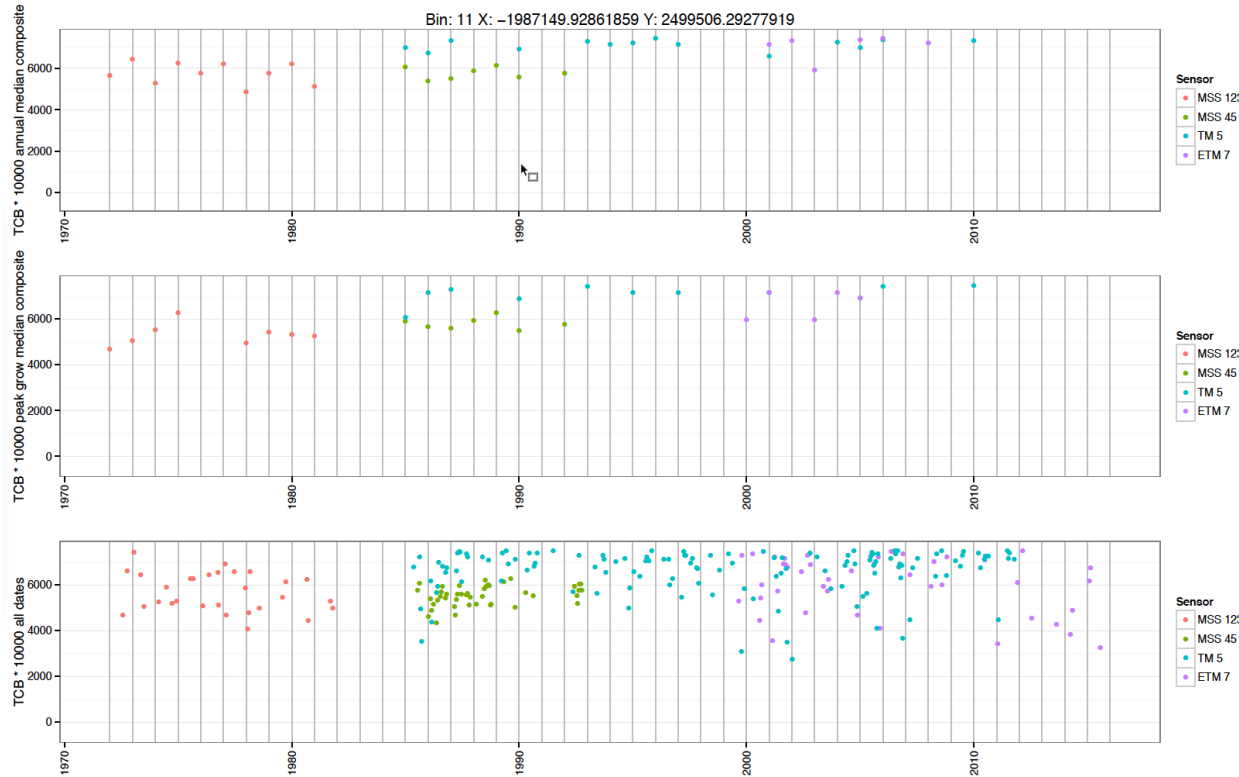 Bin: 11 X: −1987149.92861859 Y: 2499506.29277919
TCB * 10000 annual median composite
6000
4000
2000
0
1970
1980
1990
2000
2010
Sensor
MSS 123
MSS 45
TM 5
ETM 7
TCB * 10000 peak grow median composite
6000
4000
2000
0
1970
1980
1990
2000
2010
Sensor
MSS 123
MSS 45
TM 5
ETM 7
TCB * 10000 all dates
6000
4000
2000
0
1970
1980
1990
2000
2010
Sensor
MSS 123
MSS 45
TM 5
ETM 7